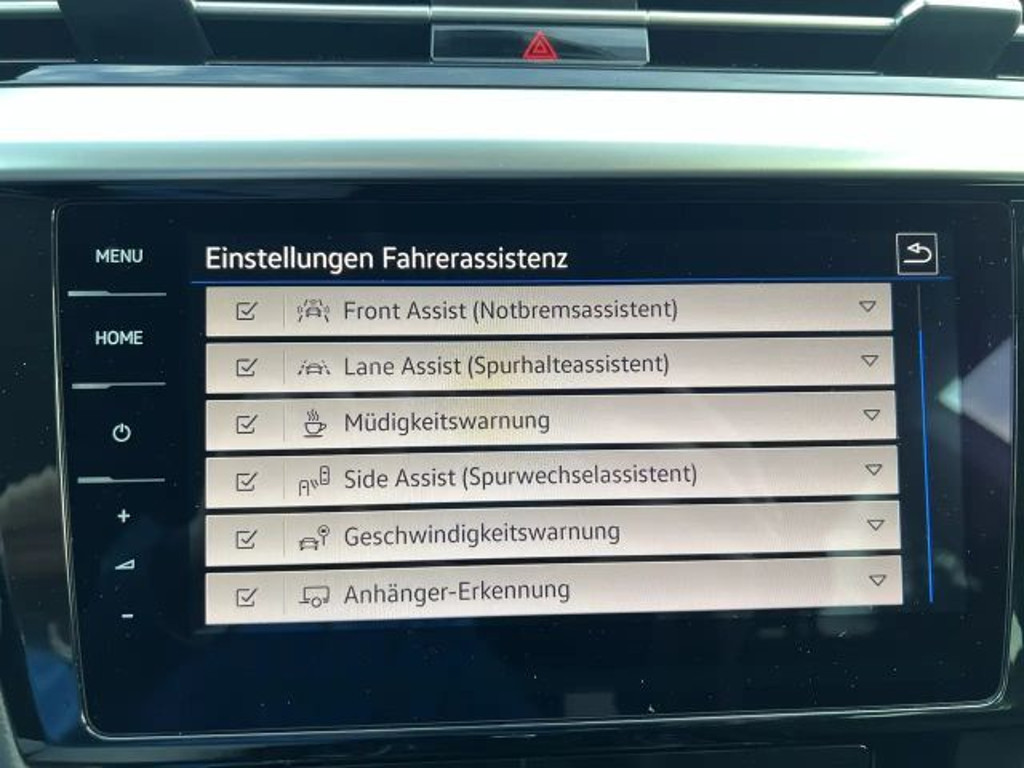 MENU
HOME
+
-
Einstellungen Fahrerassistenz
Front Assist (Notbremsassistent)
Lane Assist (Spurhalteassistent)
Müdigkeitswarnung
Side Assist (Spurwechselassistent)
Geschwindigkeitswarnung
Anhänger-Erkennung